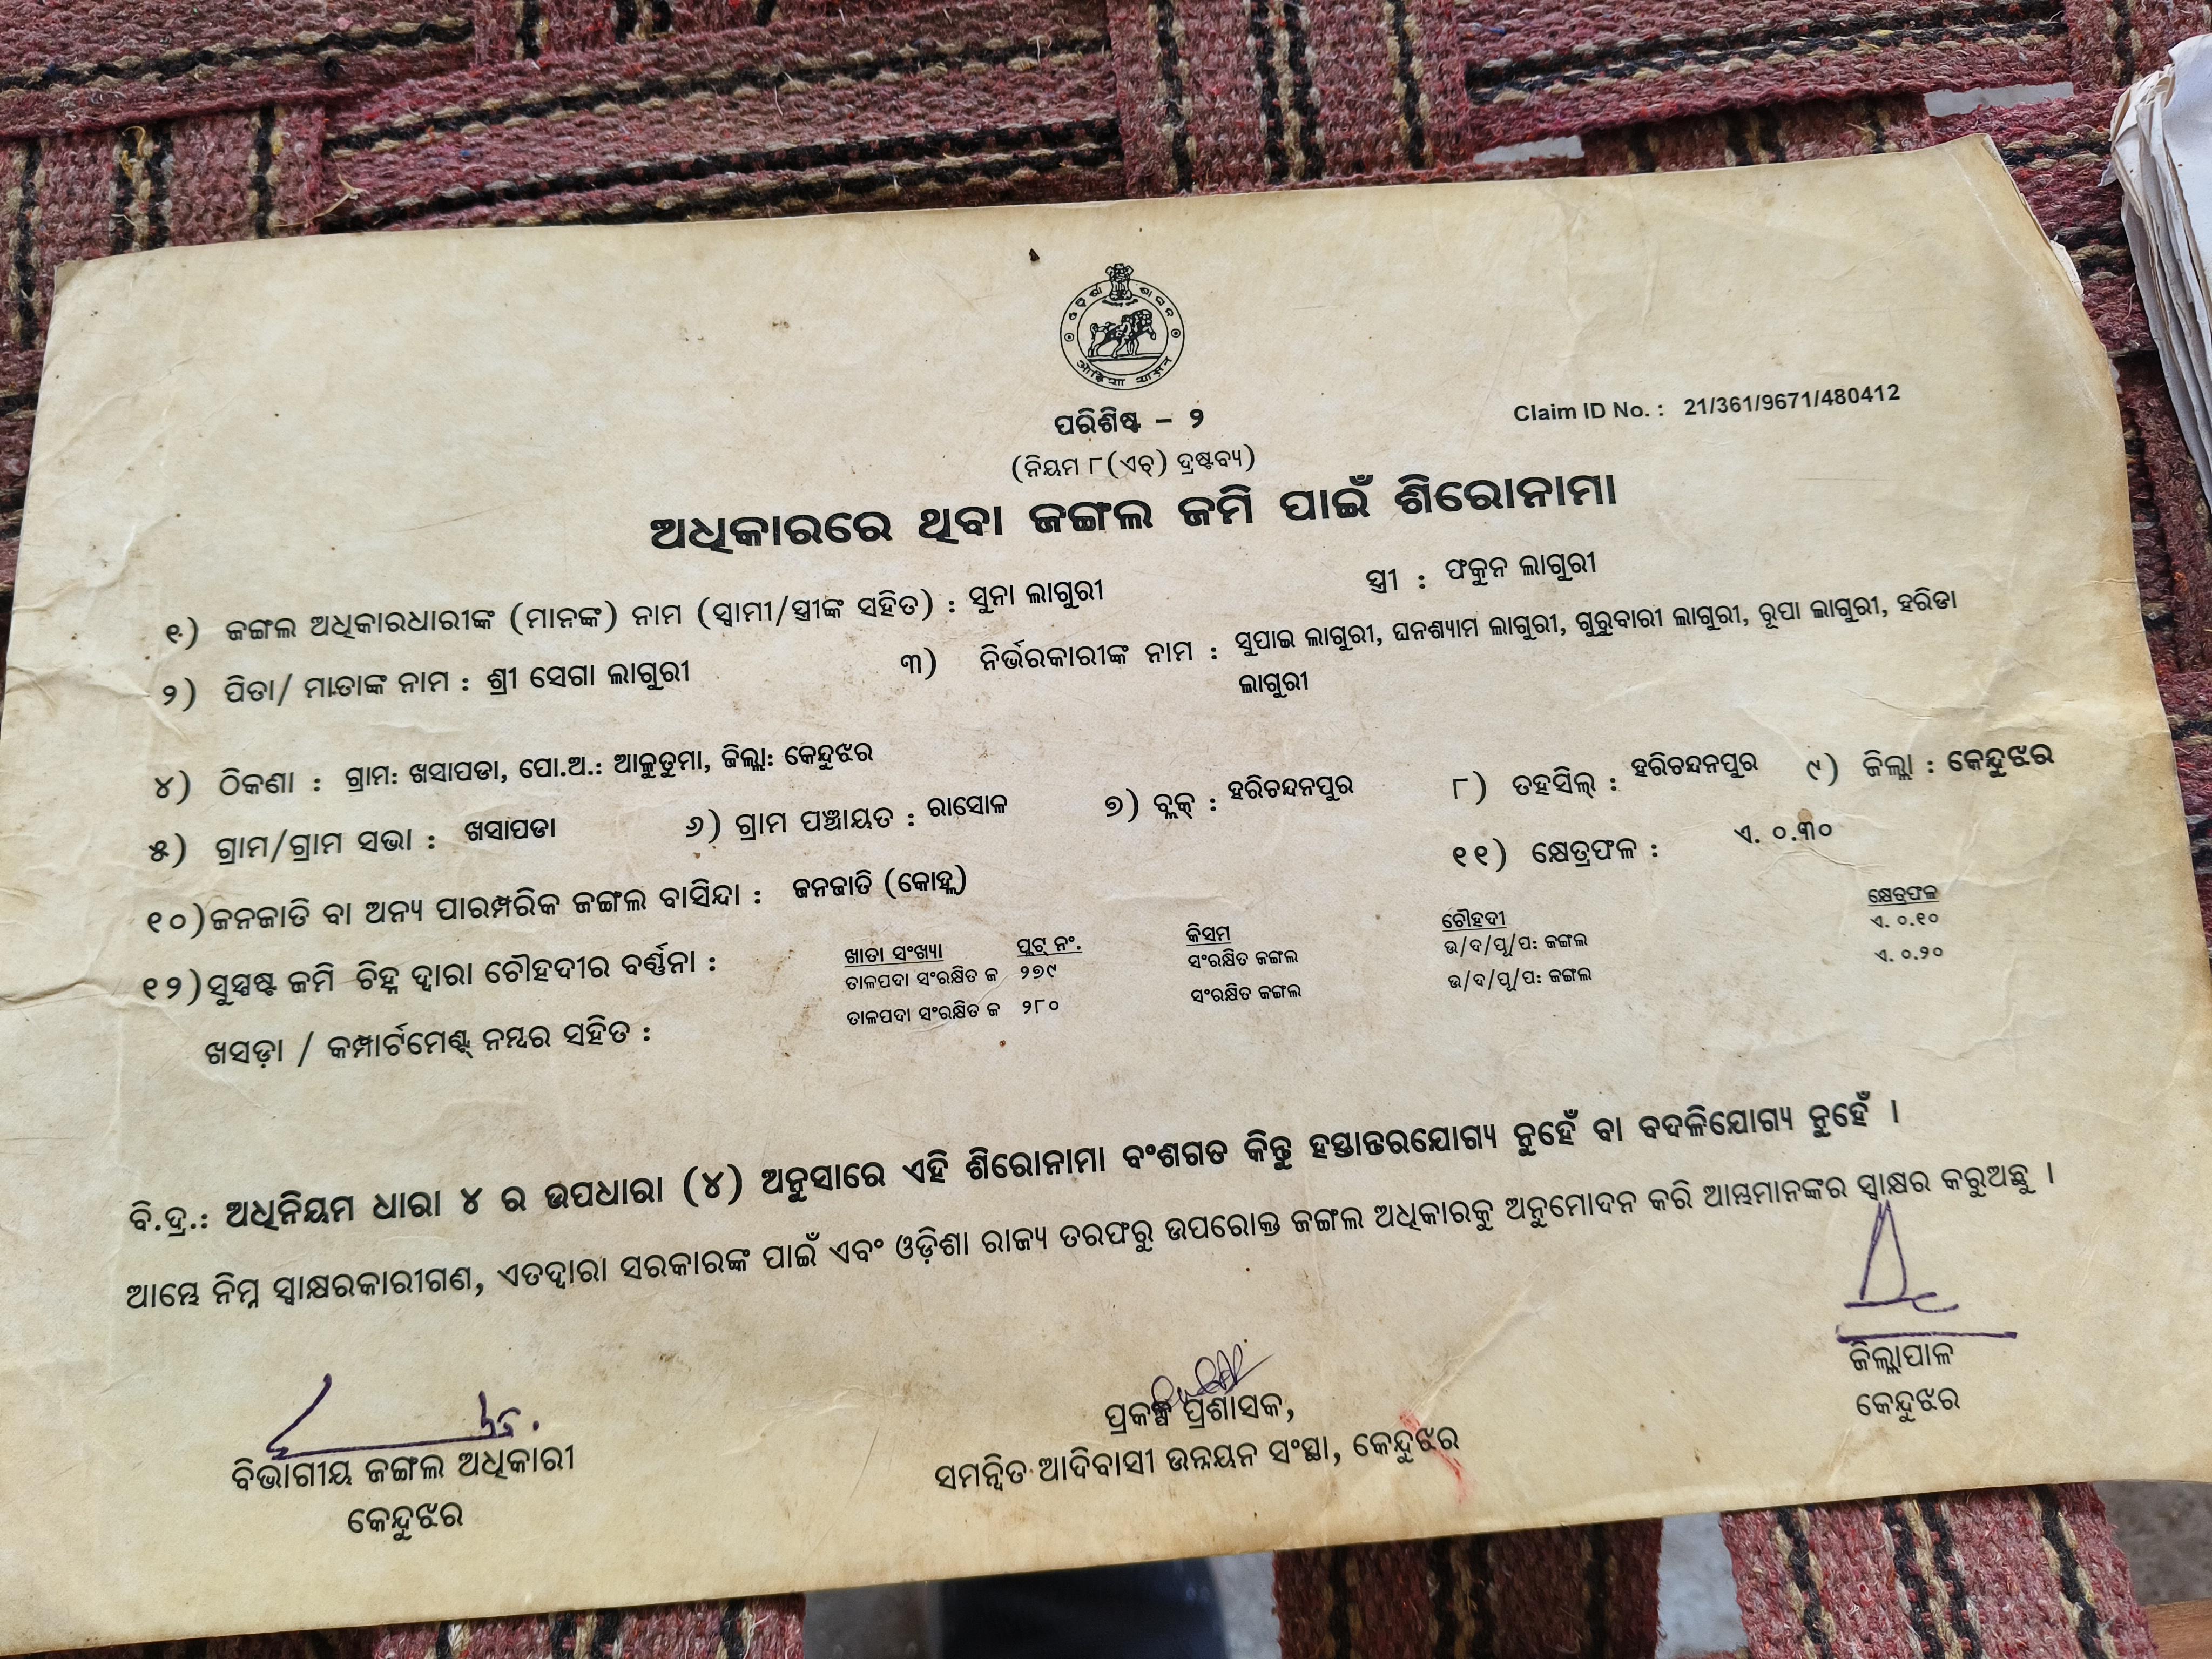 ପରିଶିଷ୍ଟ – ୨
Claim ID No. : 21/361/9671/480412
(ନିୟମ ୮(ଏଚ୍) ଦ୍ରଷ୍ଟବ୍ୟ)
ଅଧିକାରରେ ଥିବା ଜଙ୍ଗଲ ଜମି ପାଇଁ ଶିରୋନାମା
୧) ଜଙ୍ଗଲ ଅଧିକାରଧାରୀଙ୍କ (ମାନଙ୍କ) ନାମ (ସ୍ୱାମୀ/ସ୍ତ୍ରୀଙ୍କ ସହିତ) : ସୁନା ଲାଗୁରୀ ସ୍ତ୍ରୀ : ଫକୁନ ଲାଗୁରୀ
୨) ପିତା/ ମାତାଙ୍କ ନାମ : ଶ୍ରୀ ସେଗା ଲାଗୁରୀ ୩) ନିର୍ଭରକାରୀଙ୍କ ନାମ : ସୁପାଇ ଲାଗୁରୀ, ଘନଶ୍ୟାମ ଲାଗୁରୀ, ଗୁରୁବାରୀ ଲାଗୁରୀ, ରୂପା ଲାଗୁରୀ, ହରିଡା
ଲାଗୁରୀ
୪) ଠିକଣା : ଗ୍ରାମ: ଖସାପଡା, ପୋ.ଅ.: ଆକୁତୁମା, ଜିଲ୍ଲା: କେନ୍ଦୁଝର
୫) ଗ୍ରାମ/ଗ୍ରାମ ସଭା : ଖସାପଡା ୬) ଗ୍ରାମ ପଞ୍ଚାୟତ : ରାସୋଳ ୭) ବ୍ଲକ୍ : ହରିଚନ୍ଦନପୁର ୮) ତହସିଲ୍ : ହରିଚନ୍ଦନପୁର ୯) ଜିଲ୍ଲା : କେନ୍ଦୁଝର
୧୦)ଜନଜାତି ବା ଅନ୍ୟ ପାରମ୍ପରିକ ଜଙ୍ଗଲ ବାସିନ୍ଦା : ଜନଜାତି (କୋହ୍ଲ) ୧୧) କ୍ଷେତ୍ରଫଳ : ଏ. ୦.୩୦
୧୨)ସୁସ୍ପଷ୍ଟ ଜମି ଚିହ୍ନ ଦ୍ୱାରା ଚୌହଦୀର ବର୍ଣ୍ଣନା : ଖାତା ସଂଖ୍ୟା ପ୍ଲଟ୍ ନଂ. କିସମ ଚୌହଦୀ କ୍ଷେତ୍ରଫଳ
ତାଳପଦା ସଂରକ୍ଷିତ ଜ ୨୭୯ ସଂରକ୍ଷିତ ଜଙ୍ଗଲ ଉ/ଦ/ପୂ/ପ: ଜଙ୍ଗଲ ଏ. ୦.୧୦
ତାଳପଦା ସଂରକ୍ଷିତ ଜ ୨୮୦ ସଂରକ୍ଷିତ ଜଙ୍ଗଲ ଉ/ଦ/ପୂ/ପ: ଜଙ୍ଗଲ ଏ. ୦.୨୦
ଖସଡ଼ା / କମ୍ପାର୍ଟମେଣ୍ଟ୍ ନମ୍ବର ସହିତ :
ବି.ଦ୍ର.: ଅଧିନିୟମ ଧାରା ୪ ର ଉପଧାରା (୪) ଅନୁସାରେ ଏହି ଶିରୋନାମା ବଂଶଗତ କିନ୍ତୁ ହସ୍ତାନ୍ତରଯୋଗ୍ୟ ନୁହେଁ ବା ବଦଳିଯୋଗ୍ୟ ନୁହେଁ ।
ଆମ୍ଭେ ନିମ୍ନ ସ୍ୱାକ୍ଷରକାରୀଗଣ, ଏତଦ୍ୱାରା ସରକାରଙ୍କ ପାଇଁ ଏବଂ ଓଡ଼ିଶା ରାଜ୍ୟ ତରଫରୁ ଉପରୋକ୍ତ ଜଙ୍ଗଲ ଅଧିକାରକୁ ଅନୁମୋଦନ କରି ଆମ୍ଭମାନଙ୍କର ସ୍ୱାକ୍ଷର କରୁଅଛୁ ।
ବିଭାଗୀୟ ଜଙ୍ଗଲ ଅଧିକାରୀ
କେନ୍ଦୁଝର
ପ୍ରକଳ୍ପ ପ୍ରଶାସକ,
ସମନ୍ୱିତ ଆଦିବାସୀ ଉନ୍ନୟନ ସଂସ୍ଥା, କେନ୍ଦୁଝର
ଜିଲ୍ଲାପାଳ
କେନ୍ଦୁଝର